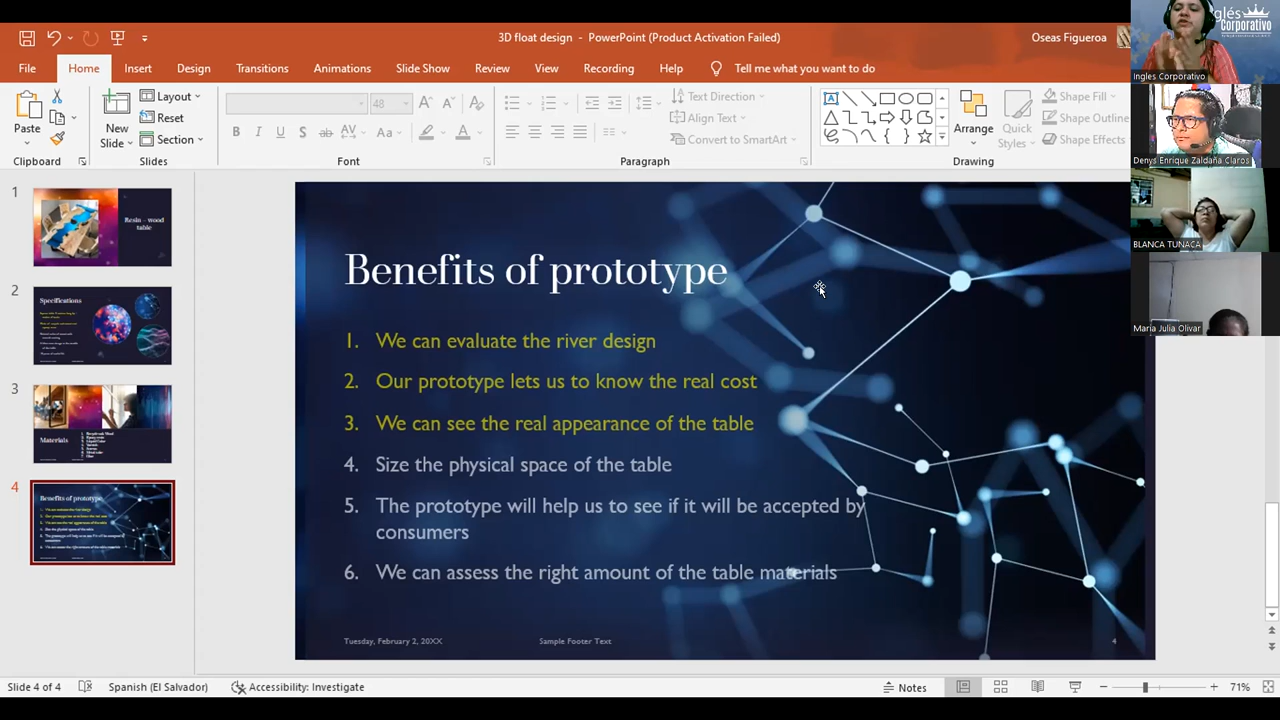 3D float design - PowerPoint (Product Activation Failed)
Oseas Figueroa
glés
Corporativo
File Home Insert Design Transitions Animations Slide Show Review View Recording Help Tell me what you want to do
Paste
New
Slide
Layout
Reset
Section
48
Text Direction
Align Text
Convert to SmartArt
Arrange
Quick
Styles
Shape Fill
Shape Outline
Shape Effects
Clipboard Slides Font Paragraph Drawing
Ingles Corporativo
Denys Enrique Zaldaña Claros
BLANCA TUNACA
Maria Julia Olivar
1
Resin - wood
table
2
Specifications
3
Materials
4
Benefits of prototype
Benefits of prototype
1. We can evaluate the river design
2. Our prototype lets us to know the real cost
3. We can see the real appearance of the table
4. Size the physical space of the table
5. The prototype will help us to see if it will be accepted by
consumers
6. We can assess the right amount of the table materials
Tuesday, February 2, 20XX Sample Footer Text 4
Slide 4 of 4 Spanish (El Salvador) Accessibility: Investigate Notes 71%